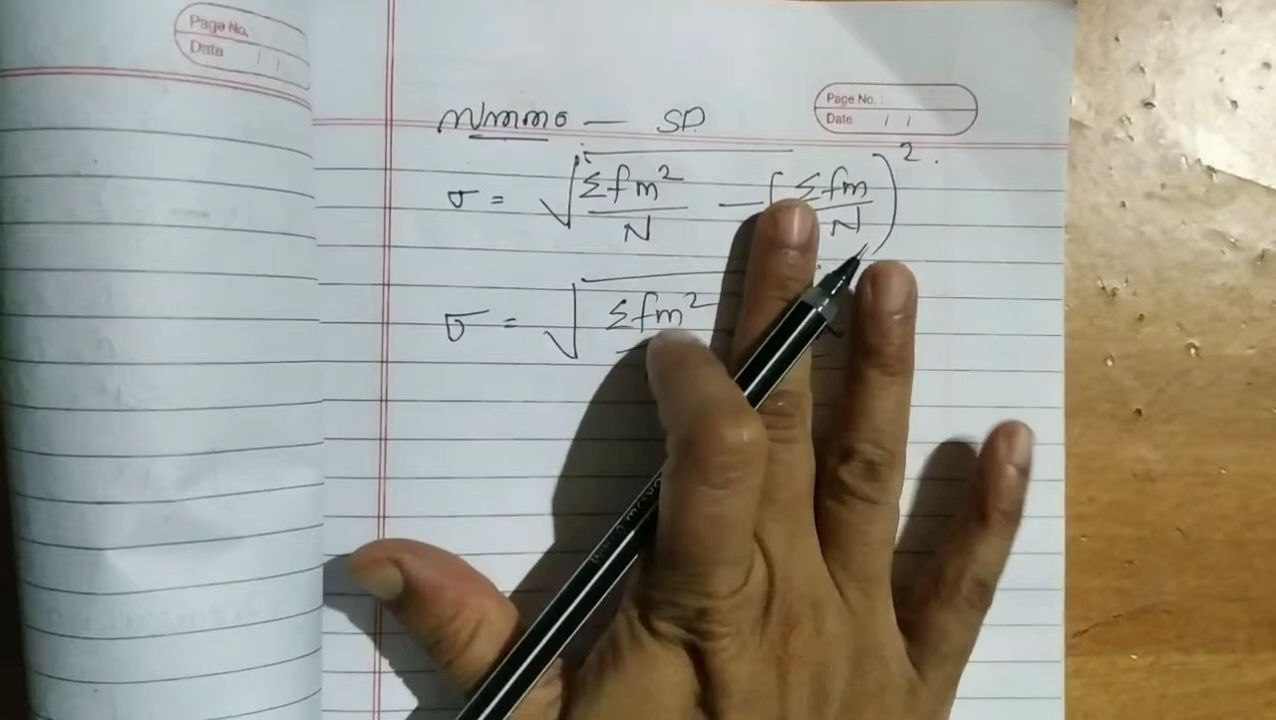 Page No.
Date / /
Page No. :
Date / /
— SD
σ = √ Σfm² / N - ( Σfm / N )² .
σ = √ Σfm²